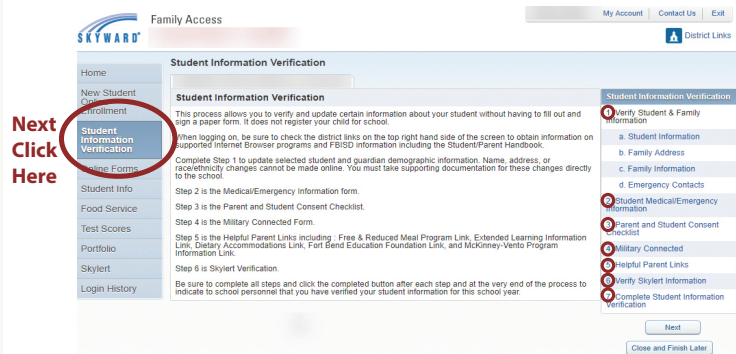 SKYWARD
Family Access
My Account
Contact Us
Exit
District Links
Next
Click
Here
Home
New Student
Online
Enrollment
Student
Information
Verification
Online Forms
Student Info
Food Service
Test Scores
Portfolio
Skylert
Login History
Student Information Verification
Student Information Verification
This process allows you to verify and update certain information about your student without having to fill out and
sign a paper form. It does not register your child for school.
When logging on, be sure to check the district links on the top right hand side of the screen to obtain information on
supported Internet Browser programs and FBISD information including the Student/Parent Handbook.
Complete Step 1 to update selected student and guardian demographic information. Name, address, or
race/ethnicity changes cannot be made online. You must take supporting documentation for these changes directly
to the school.
Step 2 is the Medical/Emergency Information form.
Step 3 is the Parent and Student Consent Checklist.
Step 4 is the Military Connected Form.
Step 5 is the Helpful Parent Links including : Free & Reduced Meal Program Link, Extended Learning Information
Link, Dietary Accommodations Link, Fort Bend Education Foundation Link, and McKinney-Vento Program
Information Link.
Step 6 is Skylert Verification.
Be sure to complete all steps and click the completed button after each step and at the very end of the process to
indicate to school personnel that you have verified your student information for this school year.
Student Information Verification
1 Verify Student & Family
Information
a. Student Information
b. Family Address
c. Family Information
d. Emergency Contacts
2 Student Medical/Emergency
Information
3 Parent and Student Consent
Checklist
4 Military Connected
5 Helpful Parent Links
6 Verify Skylert Information
7 Complete Student Information
Verification
Next
Close and Finish Later